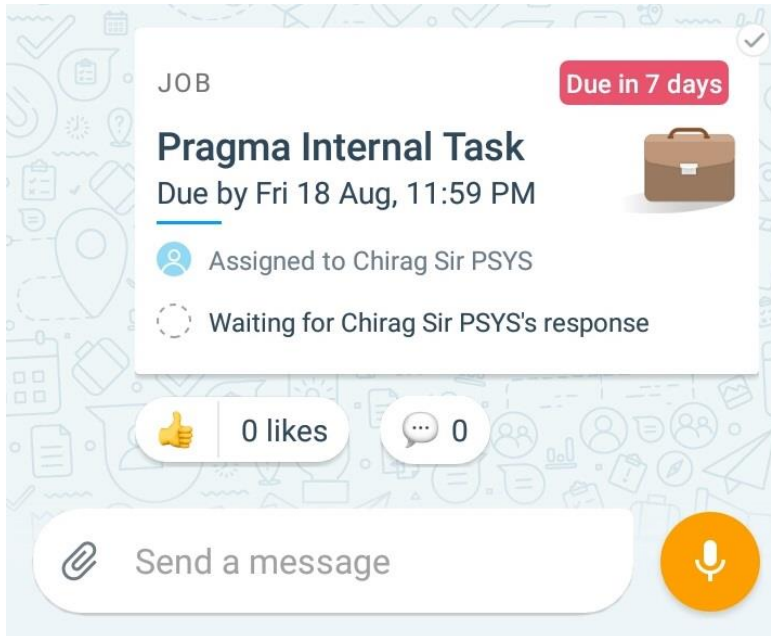 JOB
Due in 7 days
Pragma Internal Task
Due by Fri 18 Aug, 11:59 PM
Assigned to Chirag Sir PSYS
Waiting for Chirag Sir PSYS's response
0 likes
0
Send a message